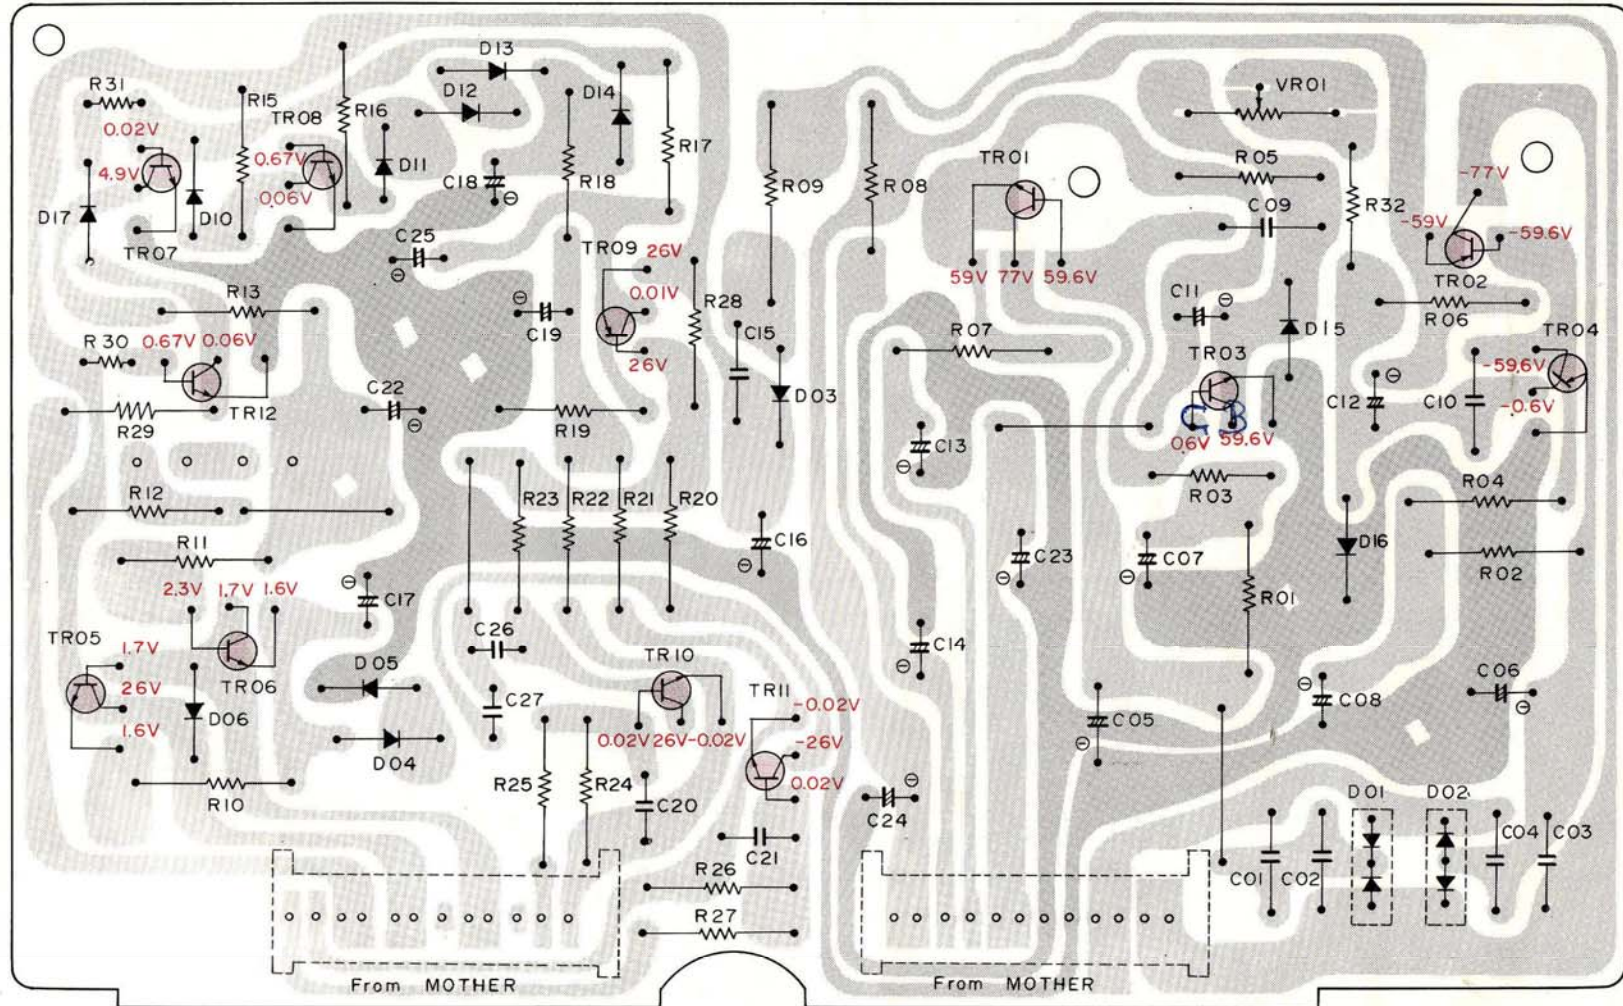 D13
R31
R15
TR08
R16
D12
D14
VR01
0.02V
R17
TR01
R05
0.67V
D11
4.9V
C18
R18
R09
R08
-77V
0.06V
D17
D10
C09
R32
TR07
C25
TR09
26V
-59V
-59.6V
59V 77V 59.6V
TR02
0.01V
R28
R13
C19
C15
C11
D15
R06
R30
0.67V 0.06V
R07
TR04
26V
TR03
-59.6V
TR12
C22
D03
C12
C10
-0.6V
R29
R19
C13
G B
0.6V 59.6V
R12
R23 R22 R21 R20
R03
R04
R11
C16
C23
C07
D16
R02
2.3V 1.7V 1.6V
C17
R01
TR05
C26
C14
1.7V
TR06
D05
TR10
26V
D06
C27
TR11
-0.02V
C05
C08
C06
1.6V
0.02V 26V -0.02V
-26V
D04
0.02V
R10
R25 R24
C20
C24
D01 D02
C21
C01 C02
C04 C03
R26
R27
From MOTHER
From MOTHER